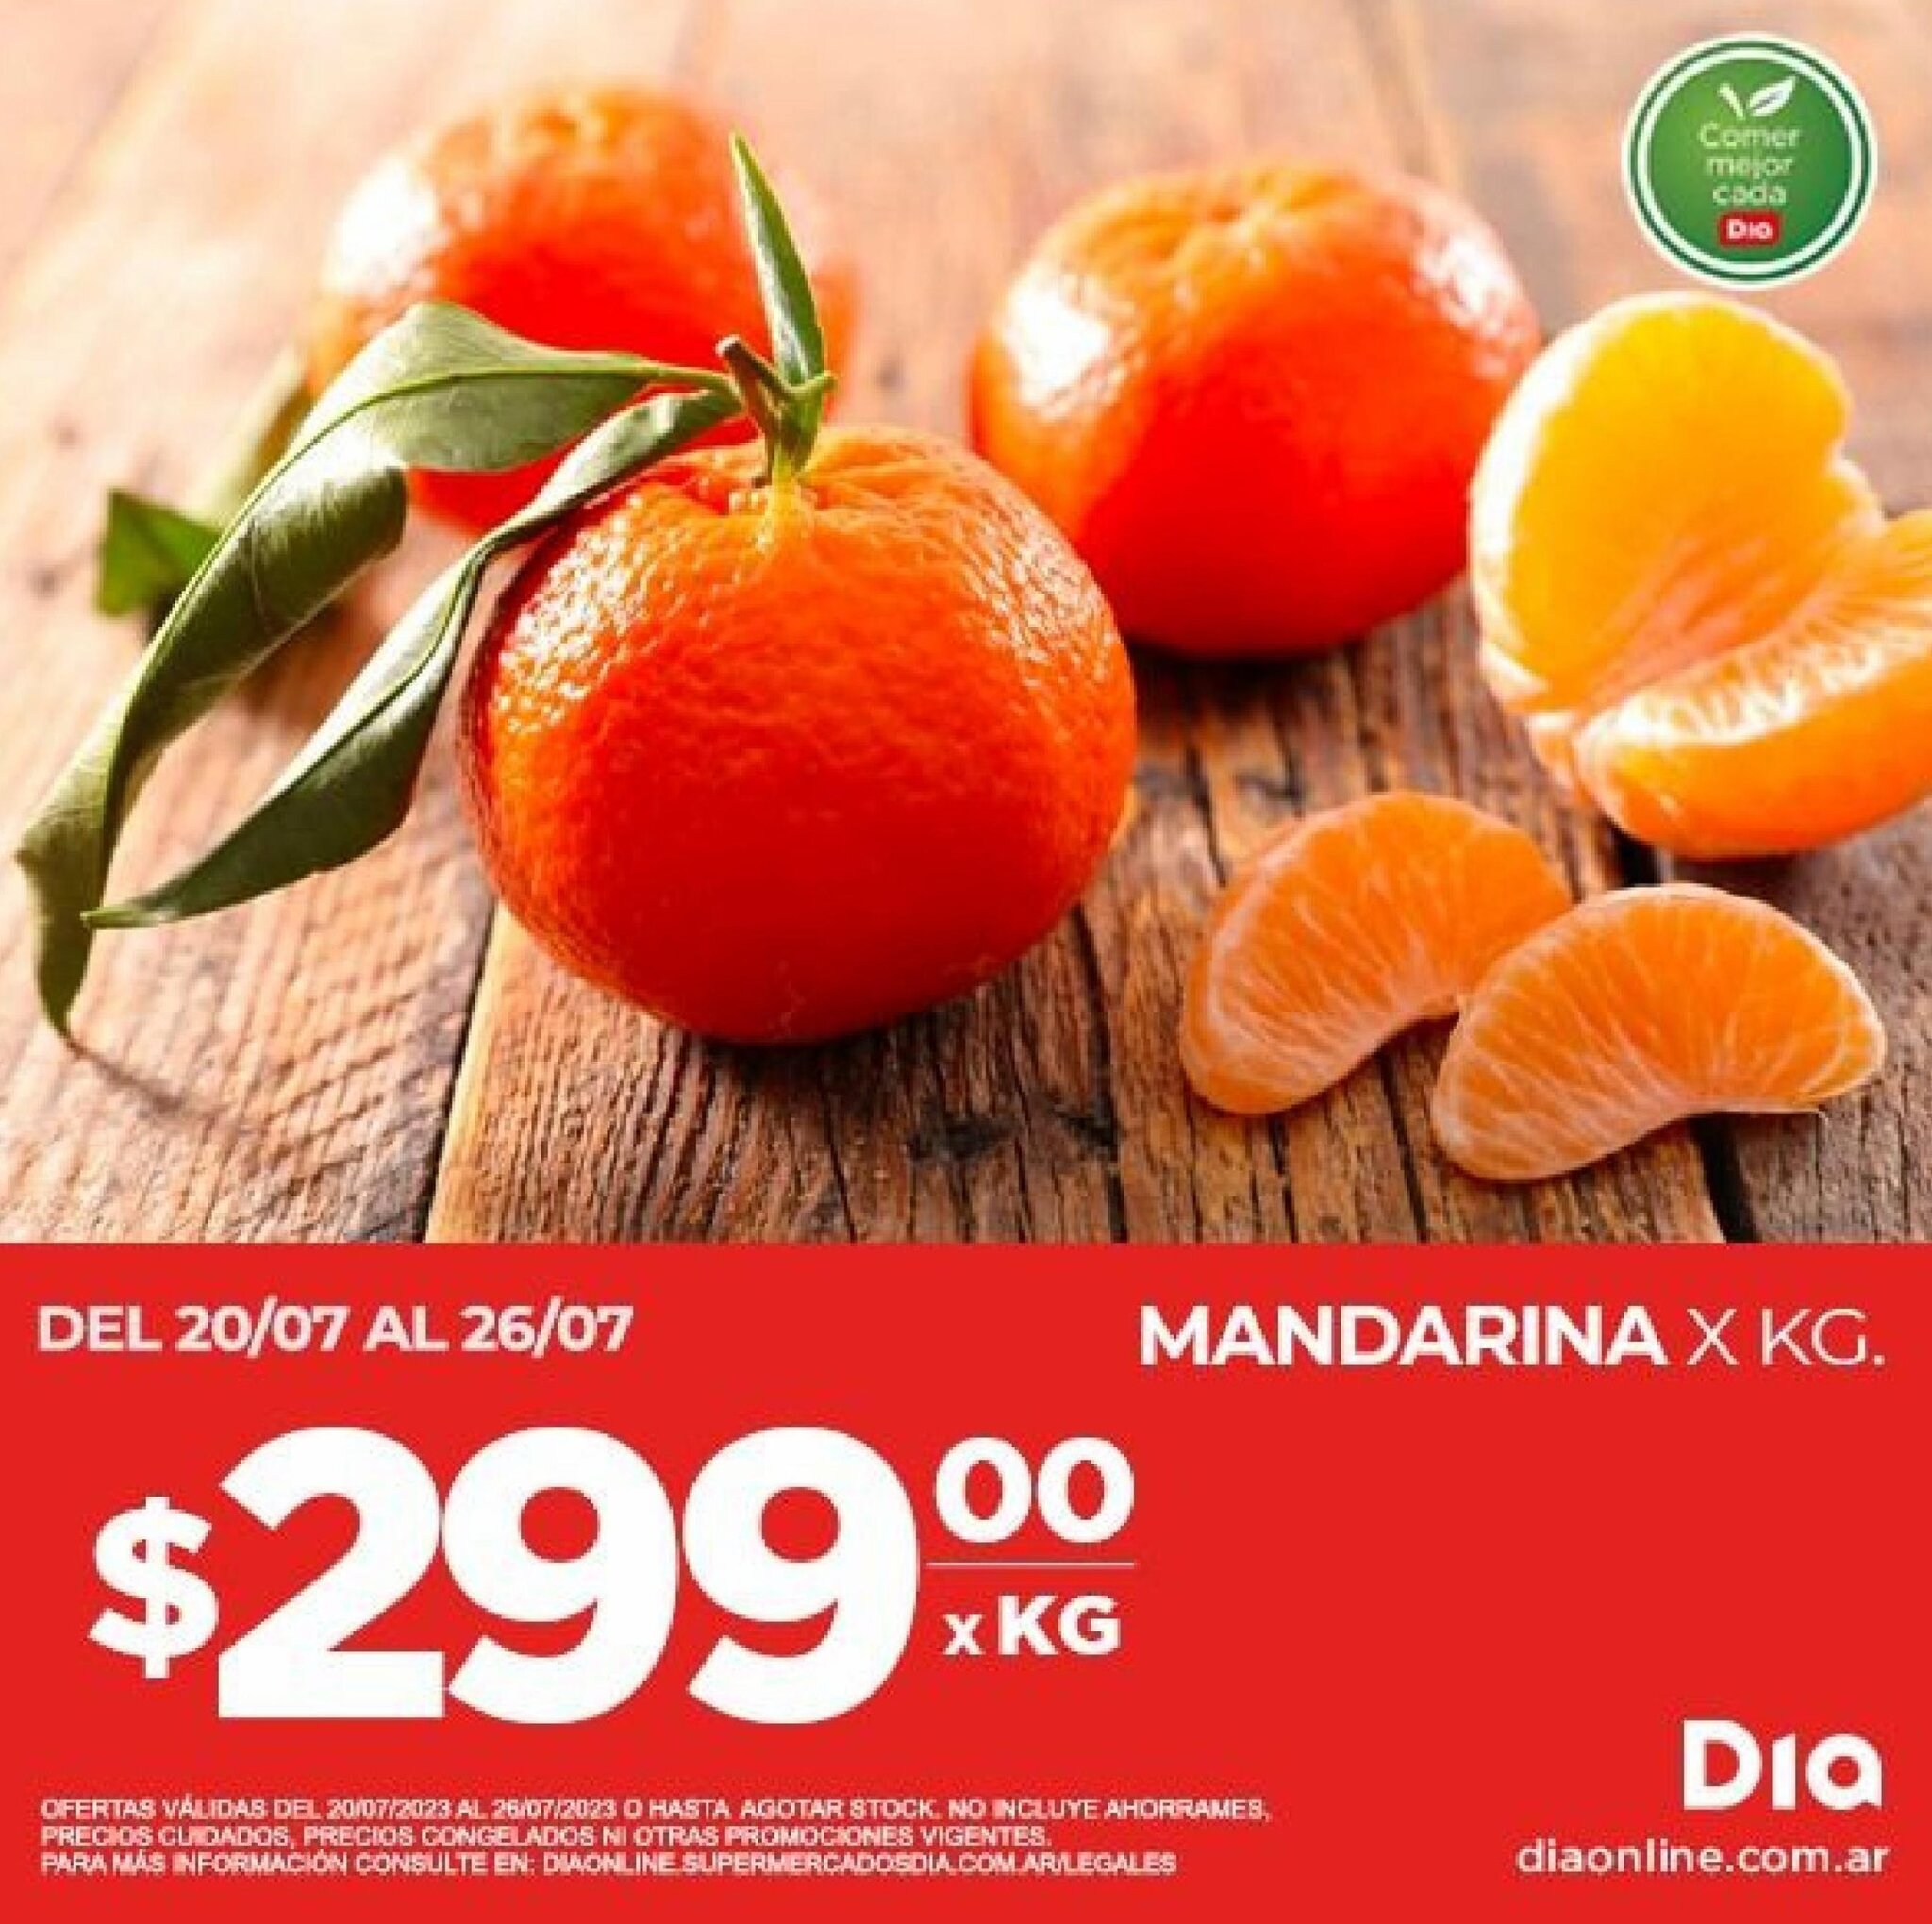 Comer
mejor
cada
Dia
DEL 20/07 AL 26/07
MANDARINA X KG.
$299 00
x KG
Dia
diaonline.com.ar
OFERTAS VÁLIDAS DEL 20/07/2023 AL 26/07/2023 O HASTA AGOTAR STOCK. NO INCLUYE AHORRAMES,
PRECIOS CUIDADOS, PRECIOS CONGELADOS NI OTRAS PROMOCIONES VIGENTES.
PARA MÁS INFORMACIÓN CONSULTE EN: DIAONLINE.SUPERMERCADOSDIA.COM.AR/LEGALES